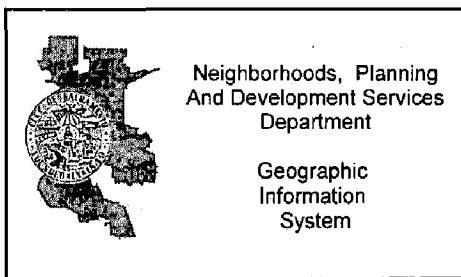 Neighborhoods, Planning
And Development Services
Department
Geographic
Information
System